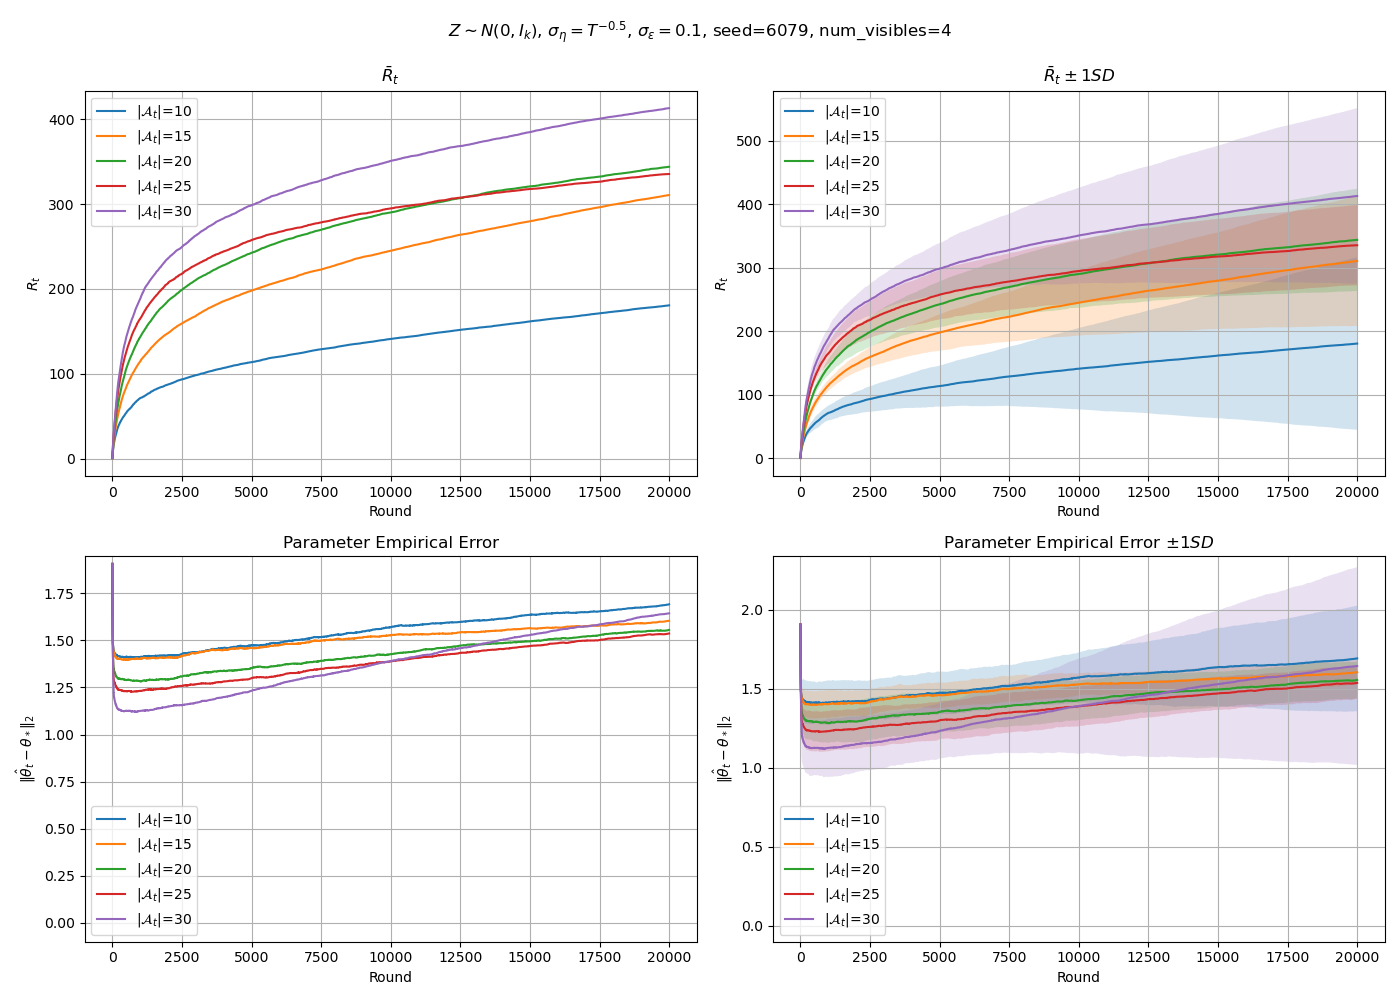 Z ∼ N(0, I_k), σ_η = T^{−0.5}, σ_ε = 0.1, seed=6079, num_visibles=4
R̄_t
R_t
400
300
200
100
0
|𝒜_t|=10
|𝒜_t|=15
|𝒜_t|=20
|𝒜_t|=25
|𝒜_t|=30
0 2500 5000 7500 10000 12500 15000 17500 20000
Round
R̄_t ± 1SD
R_t
500
400
300
200
100
0
|𝒜_t|=10
|𝒜_t|=15
|𝒜_t|=20
|𝒜_t|=25
|𝒜_t|=30
0 2500 5000 7500 10000 12500 15000 17500 20000
Round
Parameter Empirical Error
‖θ̂_t − θ_*‖_2
1.75
1.50
1.25
1.00
0.75
0.50
0.25
0.00
|𝒜_t|=10
|𝒜_t|=15
|𝒜_t|=20
|𝒜_t|=25
|𝒜_t|=30
0 2500 5000 7500 10000 12500 15000 17500 20000
Round
Parameter Empirical Error ±1SD
‖θ̂_t − θ_*‖_2
2.0
1.5
1.0
0.5
0.0
|𝒜_t|=10
|𝒜_t|=15
|𝒜_t|=20
|𝒜_t|=25
|𝒜_t|=30
0 2500 5000 7500 10000 12500 15000 17500 20000
Round